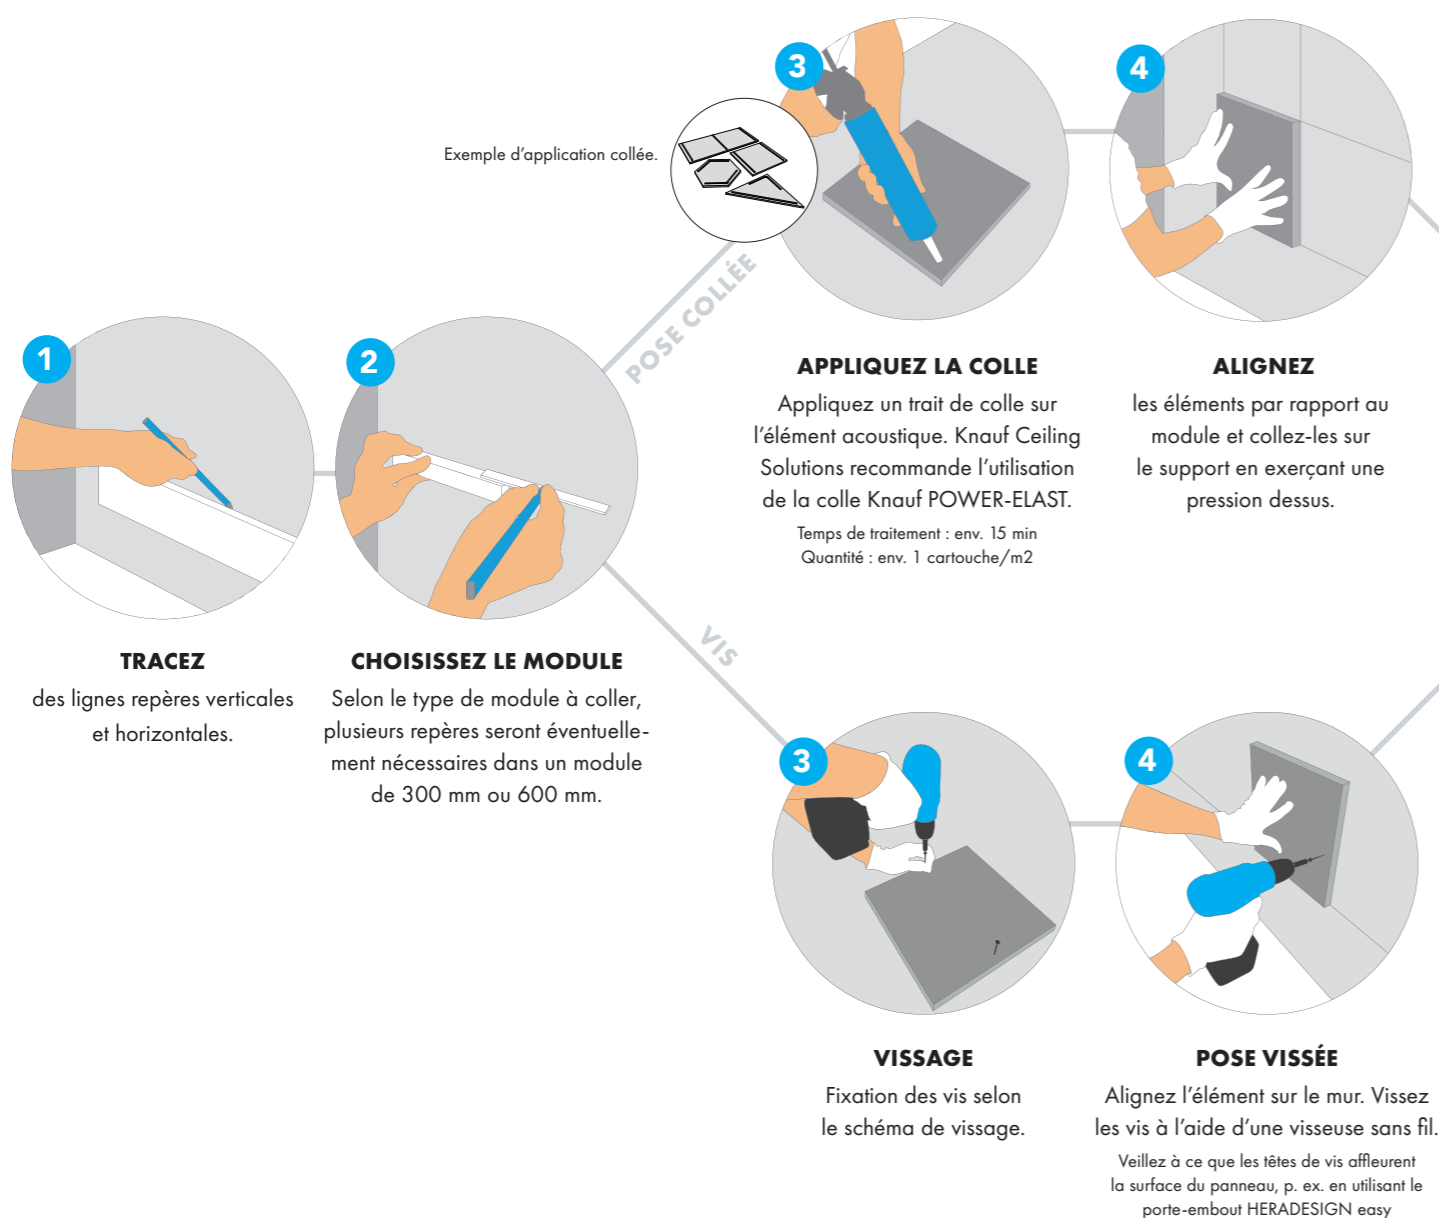 1
TRACEZ
des lignes repères verticales
et horizontales.
2
CHOISISSEZ LE MODULE
Selon le type de module à coller,
plusieurs repères seront éventuelle-
ment nécessaires dans un module
de 300 mm ou 600 mm.
POSE COLLÉE
Exemple d’application collée.
3
APPLIQUEZ LA COLLE
Appliquez un trait de colle sur
l’élément acoustique. Knauf Ceiling
Solutions recommande l’utilisation
de la colle Knauf POWER-ELAST.
Temps de traitement : env. 15 min
Quantité : env. 1 cartouche/m2
4
ALIGNEZ
les éléments par rapport au
module et collez-les sur
le support en exerçant une
pression dessus.
VIS
3
VISSAGE
Fixation des vis selon
le schéma de vissage.
4
POSE VISSÉE
Alignez l’élément sur le mur. Vissez
les vis à l’aide d’une visseuse sans fil.
Veillez à ce que les têtes de vis affleurent
la surface du panneau, p. ex. en utilisant le
porte-embout HERADESIGN easy